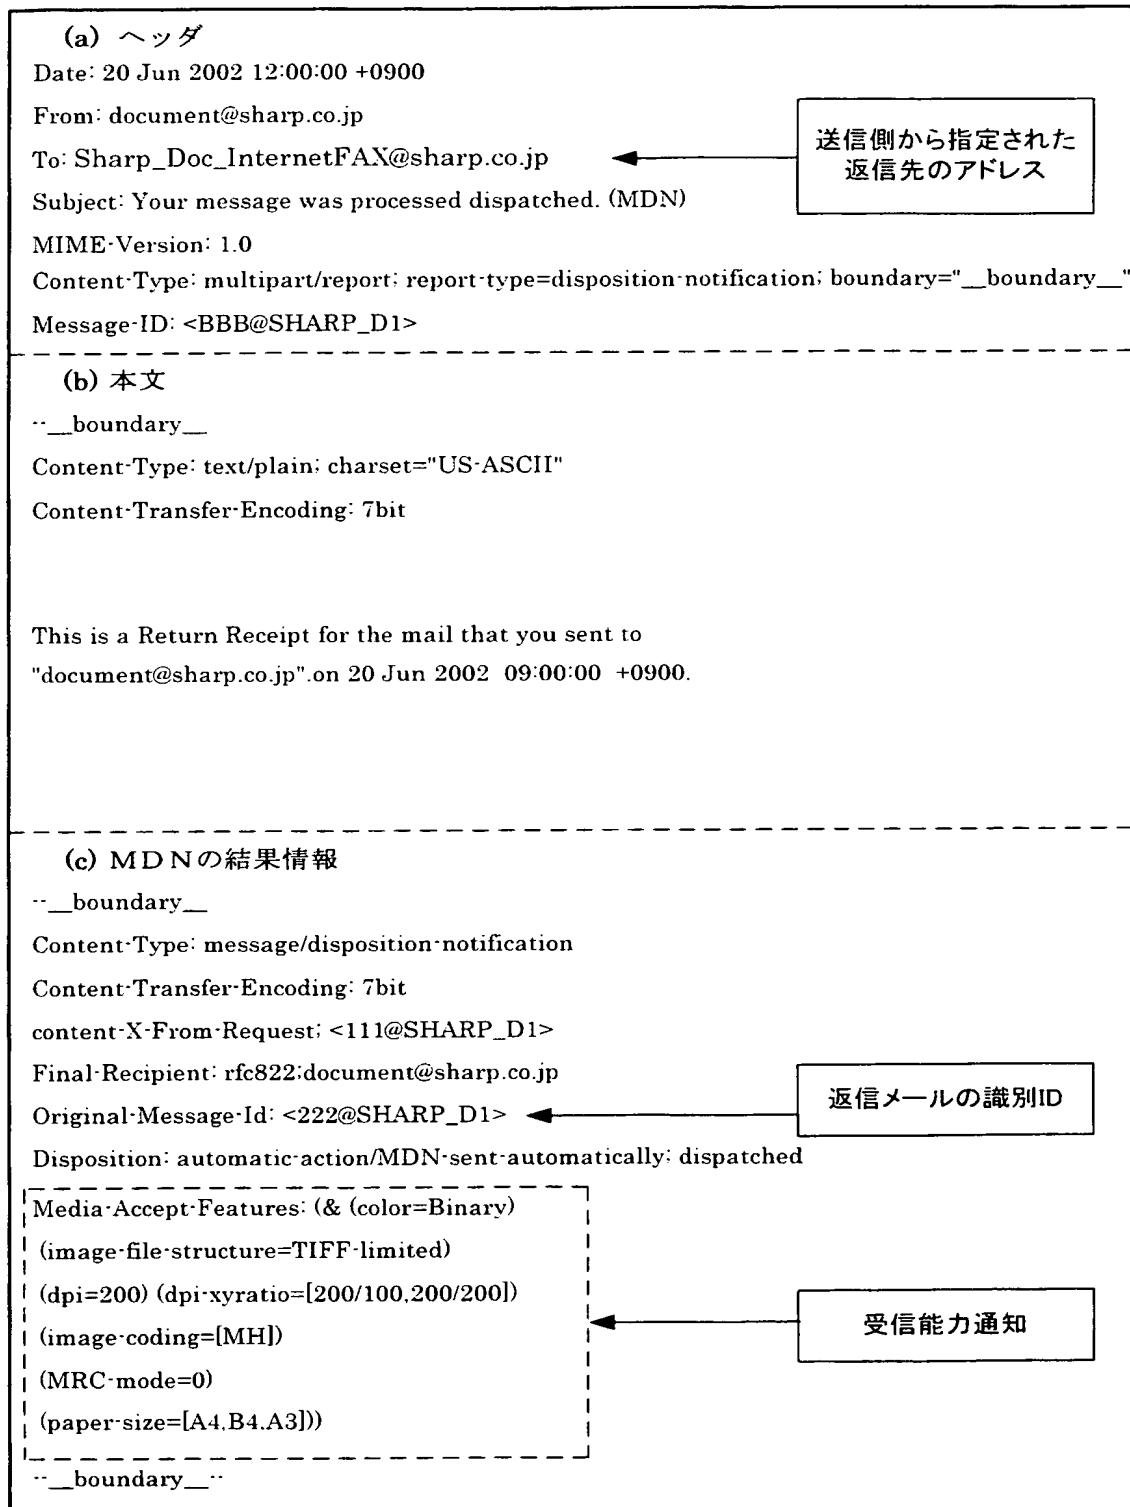 (a) ヘッダ
Date: 20 Jun 2002 12:00:00 +0900
From: document@sharp.co.jp
To: Sharp_Doc_InternetFAX@sharp.co.jp
送信側から指定された
返信先のアドレス
Subject: Your message was processed dispatched. (MDN)
MIME-Version: 1.0
Content-Type: multipart/report; report-type=disposition-notification; boundary="__boundary__"
Message-ID: <BBB@SHARP_D1>
(b) 本文
--__boundary__
Content-Type: text/plain; charset="US-ASCII"
Content-Transfer-Encoding: 7bit
This is a Return Receipt for the mail that you sent to
"document@sharp.co.jp".on 20 Jun 2002 09:00:00 +0900.
(c) MDNの結果情報
--__boundary__
Content-Type: message/disposition-notification
Content-Transfer-Encoding: 7bit
content-X-From-Request; <111@SHARP_D1>
Final-Recipient: rfc822;document@sharp.co.jp
Original-Message-Id: <222@SHARP_D1>
返信メールの識別ID
Disposition: automatic-action/MDN-sent-automatically; dispatched
Media-Accept-Features: (& (color=Binary)
(image-file-structure=TIFF-limited)
(dpi=200) (dpi-xyratio=[200/100,200/200])
(image-coding=[MH])
(MRC-mode=0)
(paper-size=[A4,B4,A3]))
受信能力通知
--__boundary__--